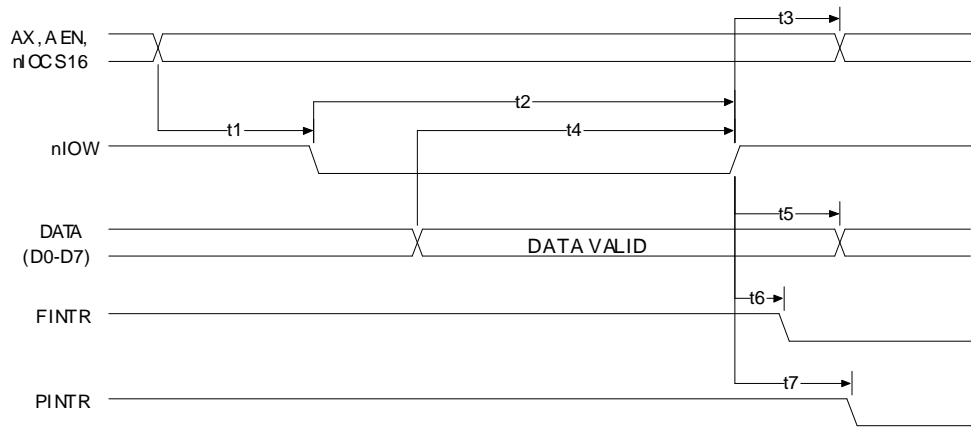 t3
AX, AEN,
nIOCS16
t2
t1
t4
nIOW
t5
DATA
(D0-D7)
DATA VALID
t6
FINTR
t7
PINTR